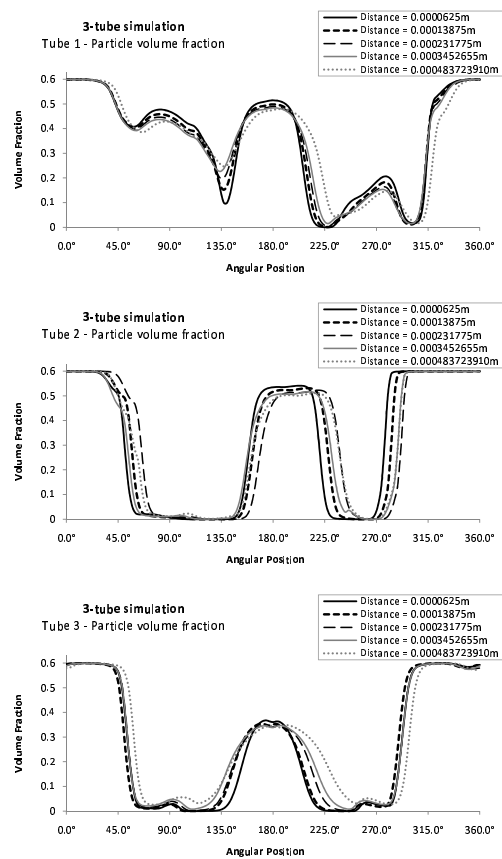 3-tube simulation
Tube 1 - Particle volume fraction
Distance = 0.0000625m
Distance = 0.00013875m
Distance = 0.000231775m
Distance = 0.0003452655m
Distance = 0.000483723910m
Volume Fraction
0.6
0.5
0.4
0.3
0.2
0.1
0
0.0° 45.0° 90.0° 135.0° 180.0° 225.0° 270.0° 315.0° 360.0°
Angular Position
3-tube simulation
Tube 2 - Particle volume fraction
Distance = 0.0000625m
Distance = 0.00013875m
Distance = 0.000231775m
Distance = 0.0003452655m
Distance = 0.000483723910m
Volume Fraction
0.6
0.5
0.4
0.3
0.2
0.1
0
0.0° 45.0° 90.0° 135.0° 180.0° 225.0° 270.0° 315.0° 360.0°
Angular Position
3-tube simulation
Tube 3 - Particle volume fraction
Distance = 0.0000625m
Distance = 0.00013875m
Distance = 0.000231775m
Distance = 0.0003452655m
Distance = 0.000483723910m
Volume Fraction
0.6
0.5
0.4
0.3
0.2
0.1
0
0.0° 45.0° 90.0° 135.0° 180.0° 225.0° 270.0° 315.0° 360.0°
Angular Position